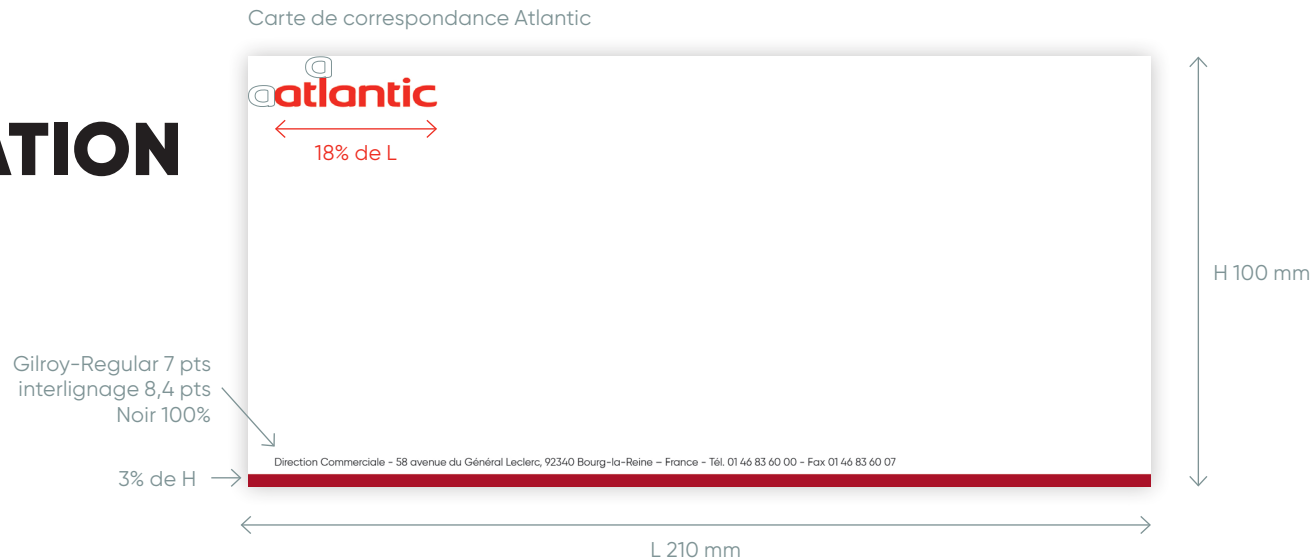 Carte de correspondance Atlantic
a
a atlantic
ATION
18% de L
H 100 mm
Gilroy-Regular 7 pts
interlignage 8,4 pts
Noir 100%
Direction Commerciale - 58 avenue du Général Leclerc, 92340 Bourg-la-Reine – France - Tél. 01 46 83 60 00 - Fax 01 46 83 60 07
3% de H
L 210 mm